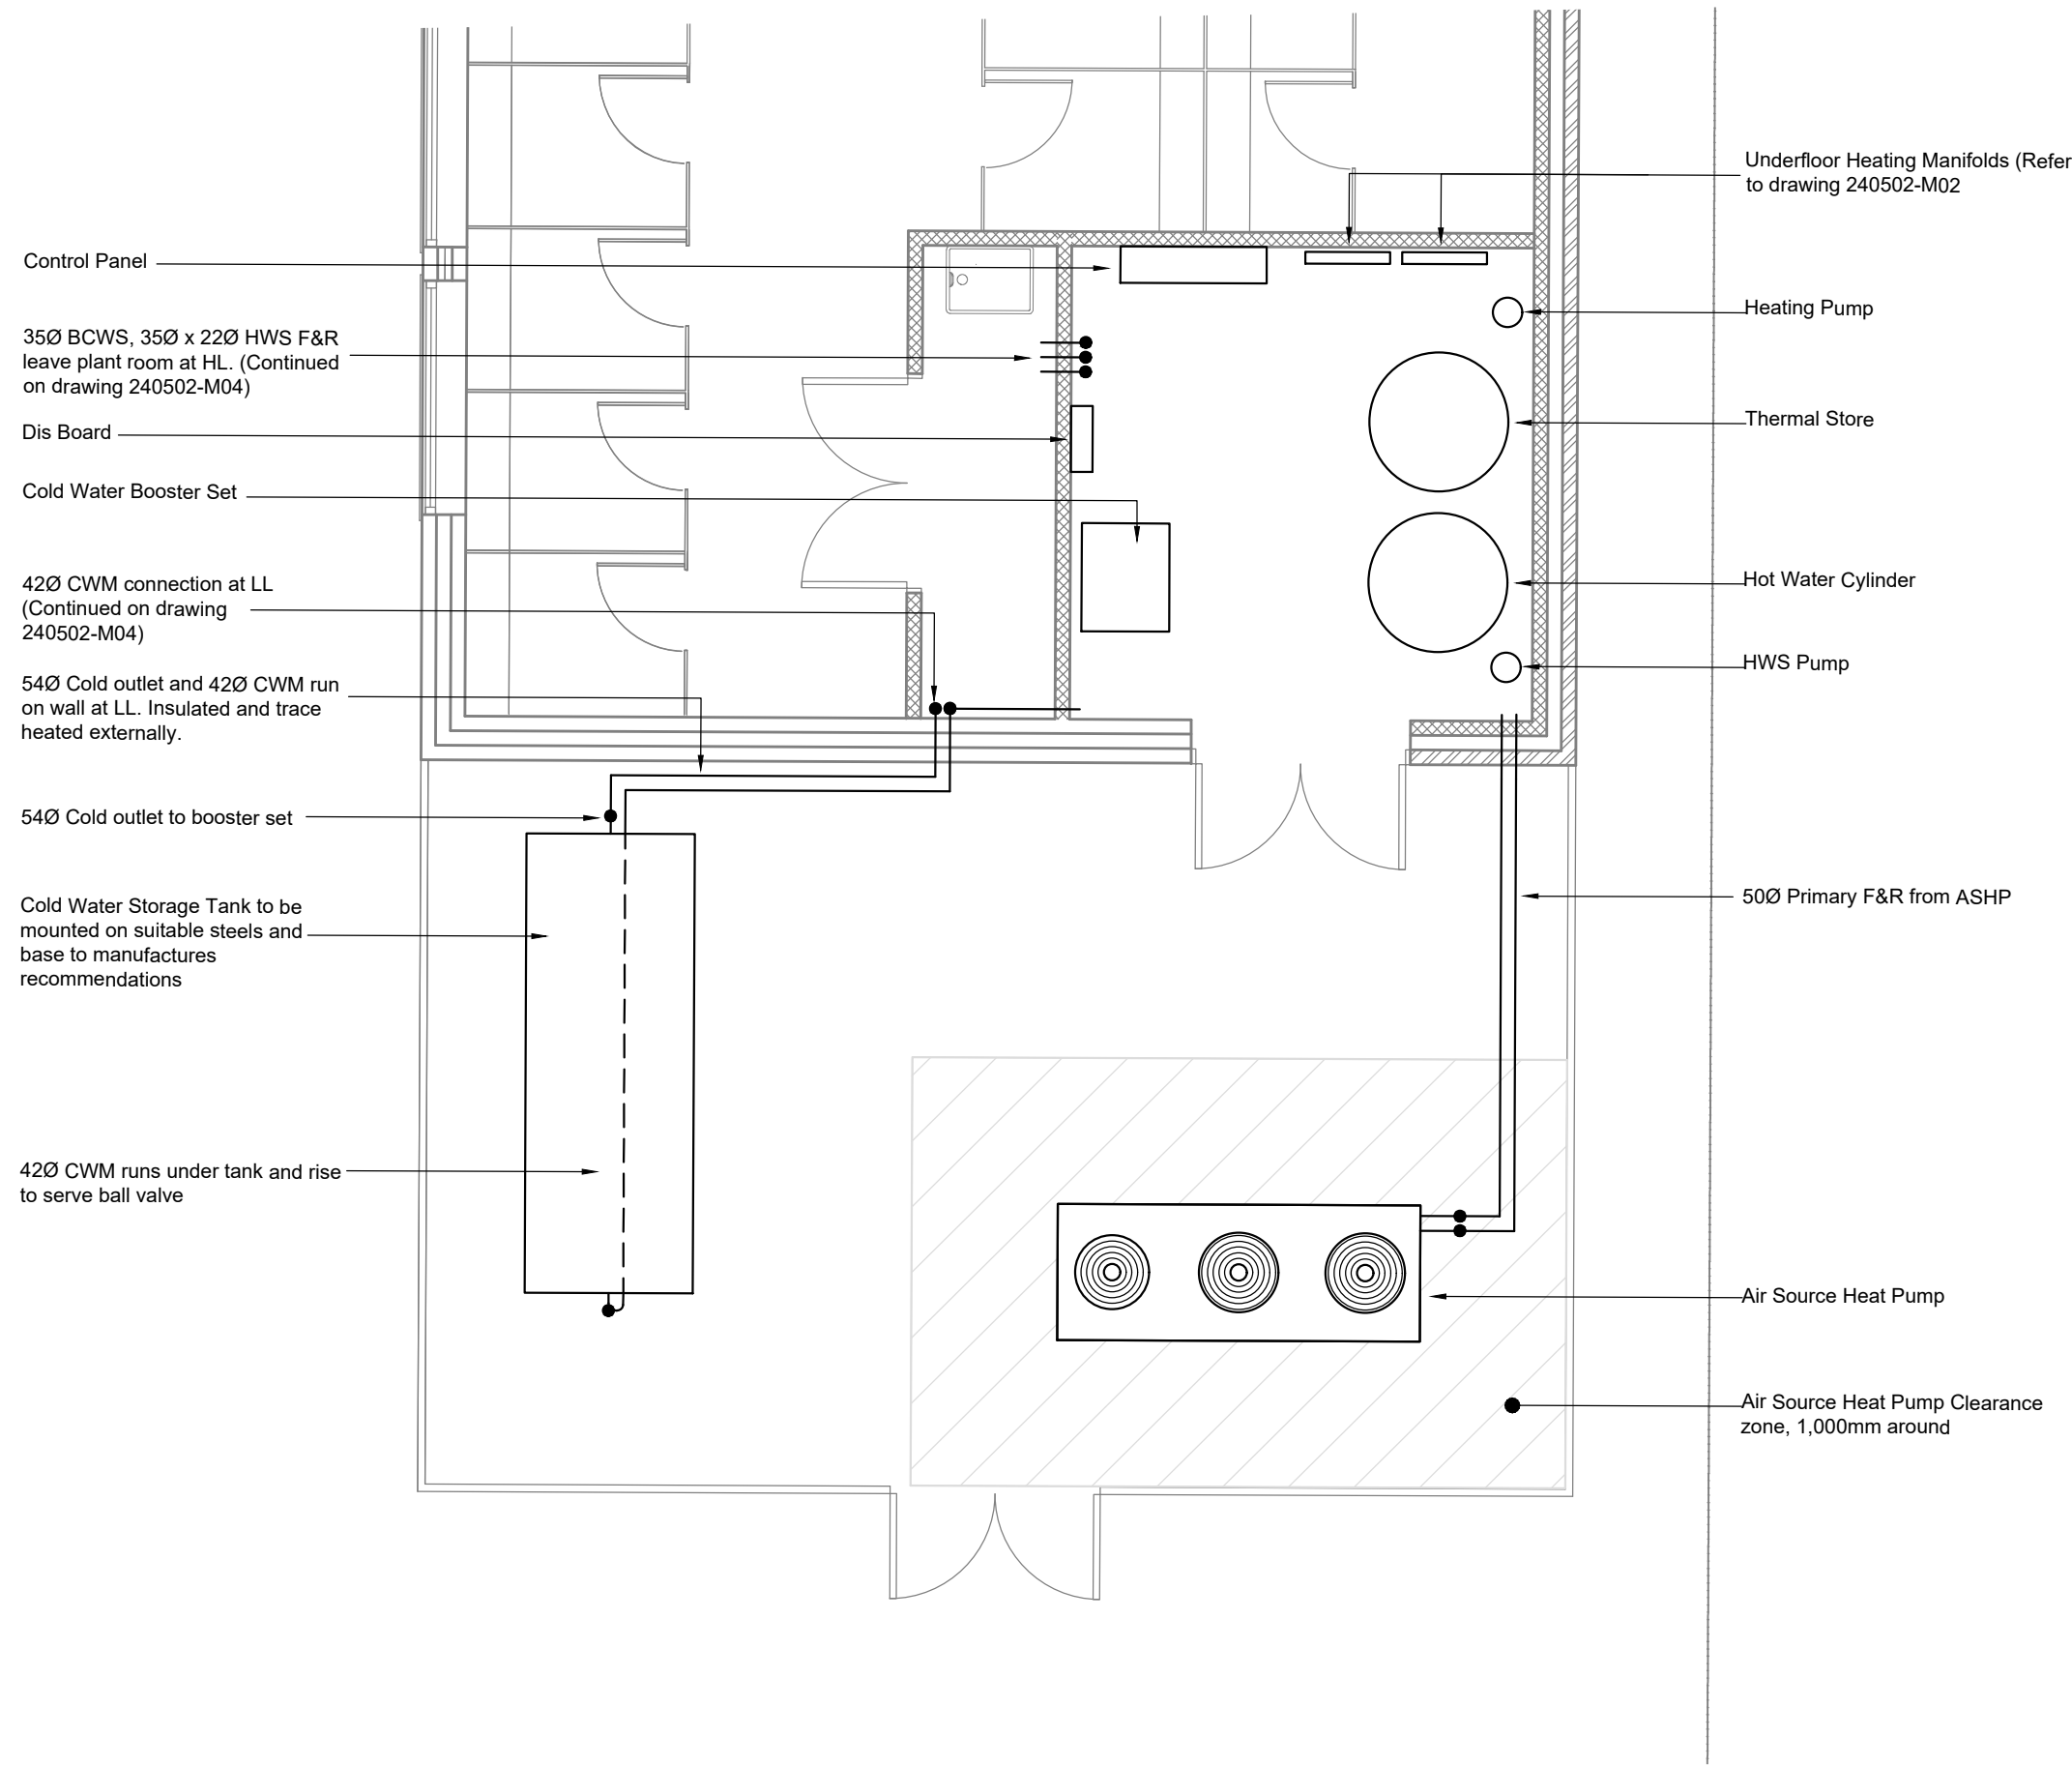 Control Panel
35Ø BCWS, 35Ø x 22Ø HWS F&R
leave plant room at HL. (Continued
on drawing 240502-M04)
Dis Board
Cold Water Booster Set
42Ø CWM connection at LL
(Continued on drawing
240502-M04)
54Ø Cold outlet and 42Ø CWM run
on wall at LL. Insulated and trace
heated externally.
54Ø Cold outlet to booster set
Cold Water Storage Tank to be
mounted on suitable steels and
base to manufactures
recommendations
42Ø CWM runs under tank and rise
to serve ball valve
Underfloor Heating Manifolds (Refer
to drawing 240502-M02
Heating Pump
Thermal Store
Hot Water Cylinder
HWS Pump
50Ø Primary F&R from ASHP
Air Source Heat Pump
Air Source Heat Pump Clearance
zone, 1,000mm around